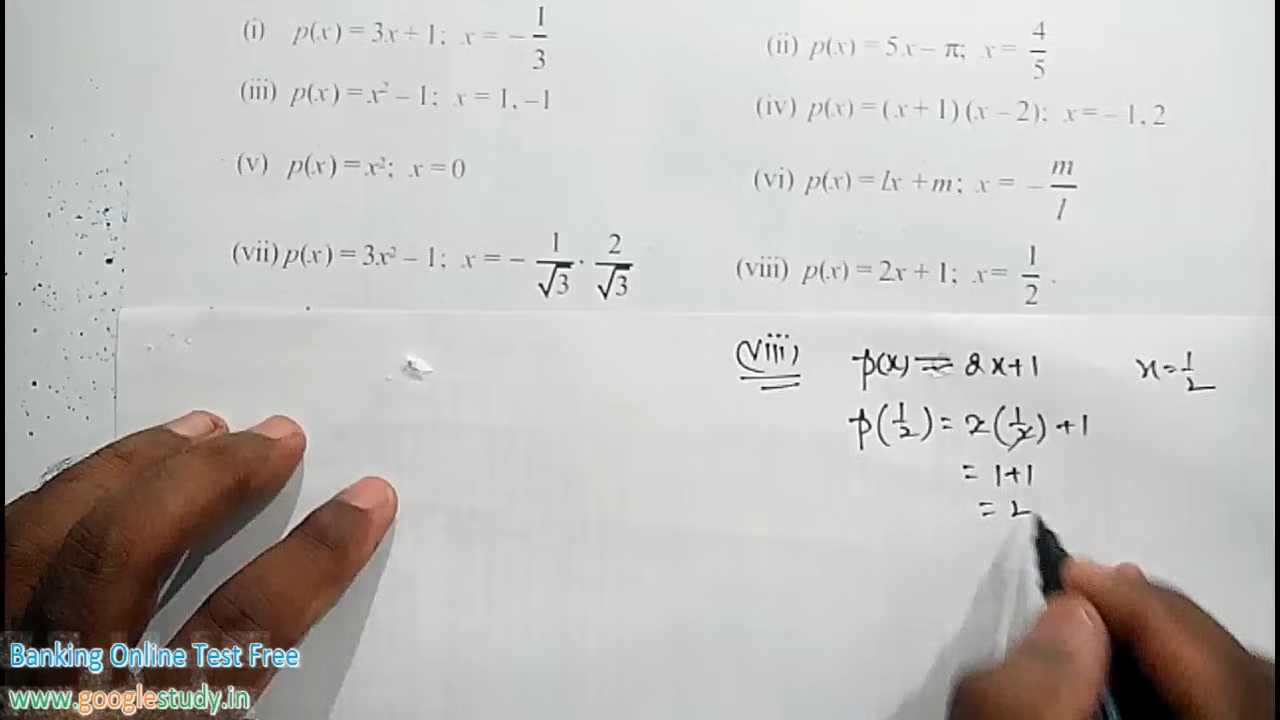 (i) p(x) = 3x + 1; x = -1/3
(ii) p(x) = 5x – π; x = 4/5
(iii) p(x) = x² – 1; x = 1, –1
(iv) p(x) = (x + 1) (x – 2); x = – 1, 2
(v) p(x) = x²; x = 0
(vi) p(x) = lx + m; x = – m/l
(vii) p(x) = 3x² – 1; x = – 1/√3, 2/√3
(viii) p(x) = 2x + 1; x = 1/2.
(viii) p(x) = 2x+1 x = 1/2
p(1/2) = 2(1/2) + 1
= 1+1
= 2
Banking Online Test Free
www.googlestudy.in